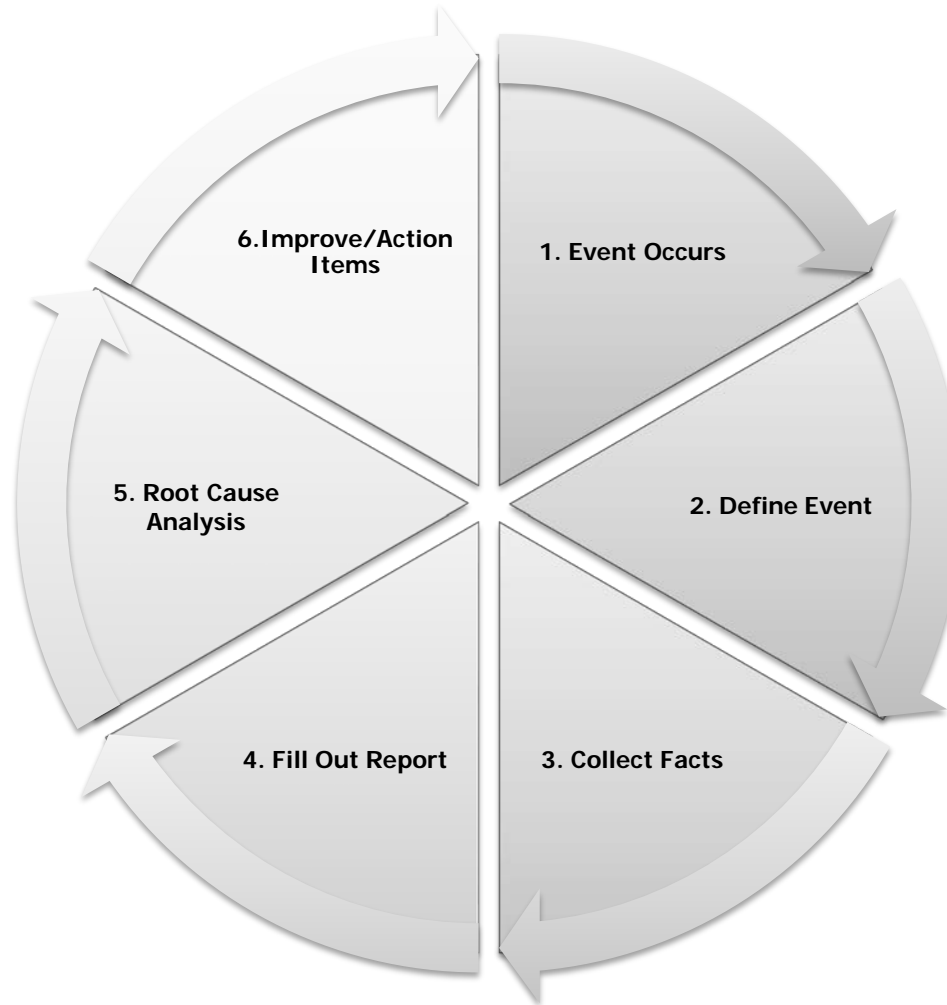 1. Event Occurs
2. Define Event
3. Collect Facts
4. Fill Out Report
5. Root Cause
Analysis
6.Improve/Action
Items